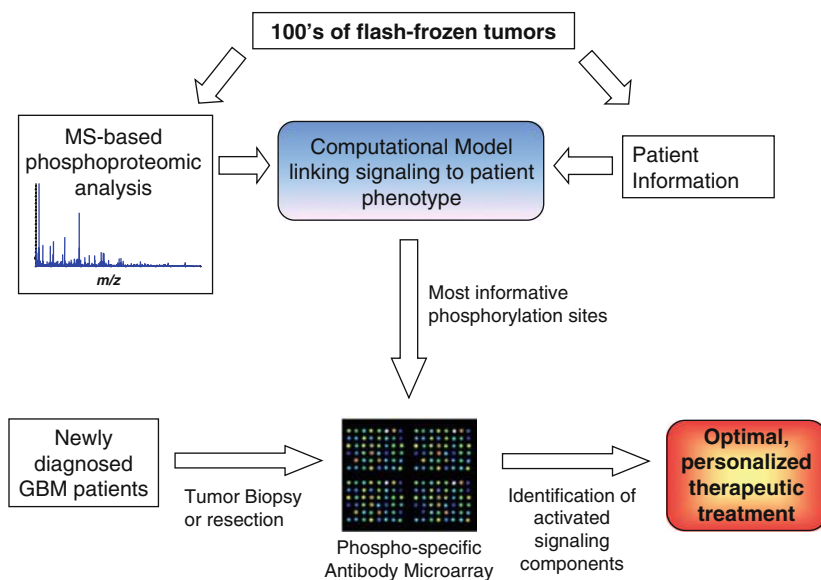 100's of flash-frozen tumors
MS-based
phosphoproteomic
analysis
m/z
Computational Model
linking signaling to patient
phenotype
Patient
Information
Most informative
phosphorylation sites
Newly
diagnosed
GBM patients
Tumor Biopsy
or resection
Phospho-specific
Antibody Microarray
Identification of
activated
signaling
components
Optimal,
personalized
therapeutic
treatment